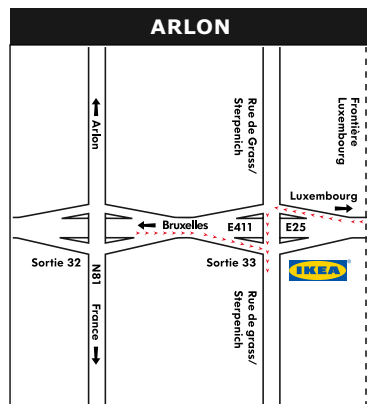 ARLON
Arlon
Rue de Grass/
Sterpenich
Frontière
Luxembourg
Luxembourg
Bruxelles
E411
E25
Sortie 32
Sortie 33
IKEA
®
N81
France
Rue de grass/
Sterpenich